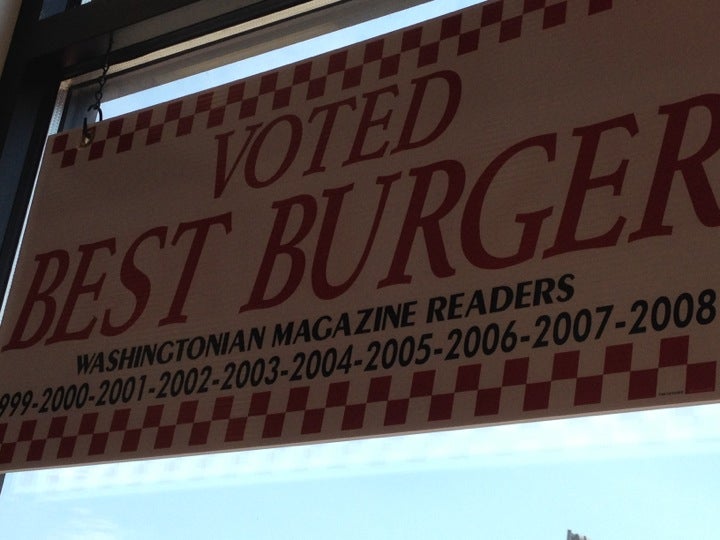 VOTED
BEST BURGER
WASHINGTONIAN MAGAZINE READERS
999-2000-2001-2002-2003-2004-2005-2006-2007-2008